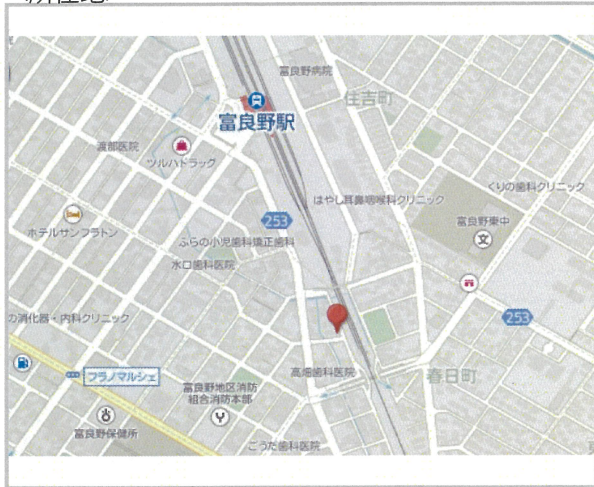 富良野病院
住吉町
富良野駅
渡部医院
ツルハドラッグ
はやし耳鼻咽喉科クリニック
くりの歯科クリニック
ホテルサンフラトン
253
富良野東中
文
ふらの小児歯科矯正歯科
水口歯科医院
の消化器・内科クリニック
253
フラノマルシェ
高畑歯科医院
春日町
富良野地区消防
組合消防本部
富良野保健所
こうだ歯科医院